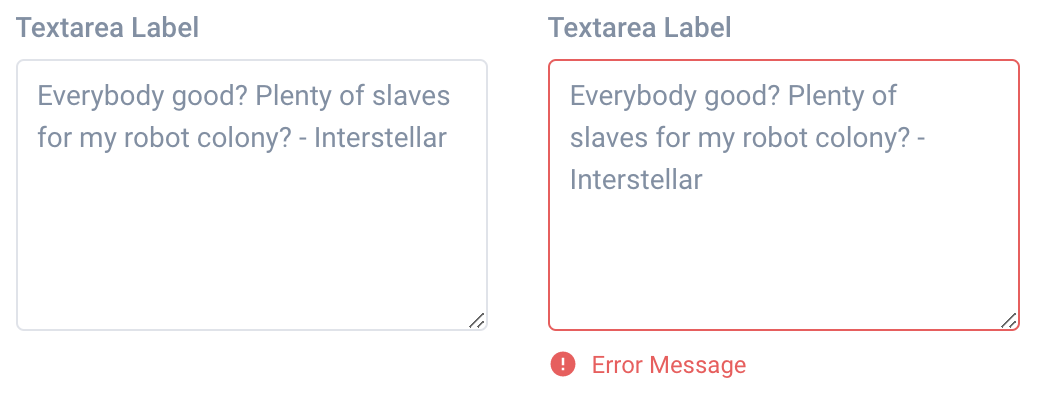 Textarea Label
Everybody good? Plenty of slaves
for my robot colony? - Interstellar
Textarea Label
Everybody good? Plenty of
slaves for my robot colony? -
Interstellar
Error Message